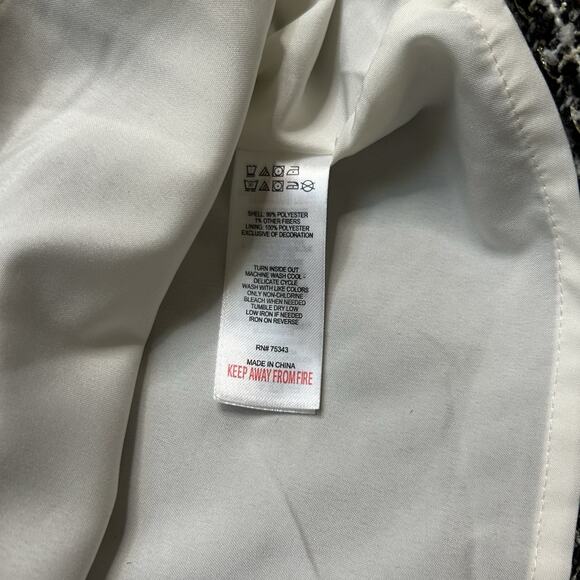 SHELL: 99% POLYESTER
1% OTHER FIBERS
LINING: 100% POLYESTER
EXCLUSIVE OF DECORATION
TURN INSIDE OUT
MACHINE WASH COOL-
DELICATE CYCLE
WASH WITH LIKE COLORS
ONLY NON-CHLORINE
BLEACH WHEN NEEDED
TUMBLE DRY LOW
LOW IRON IF NEEDED
IRON ON REVERSE
RN# 75343
MADE IN CHINA
KEEP AWAY FROM FIRE